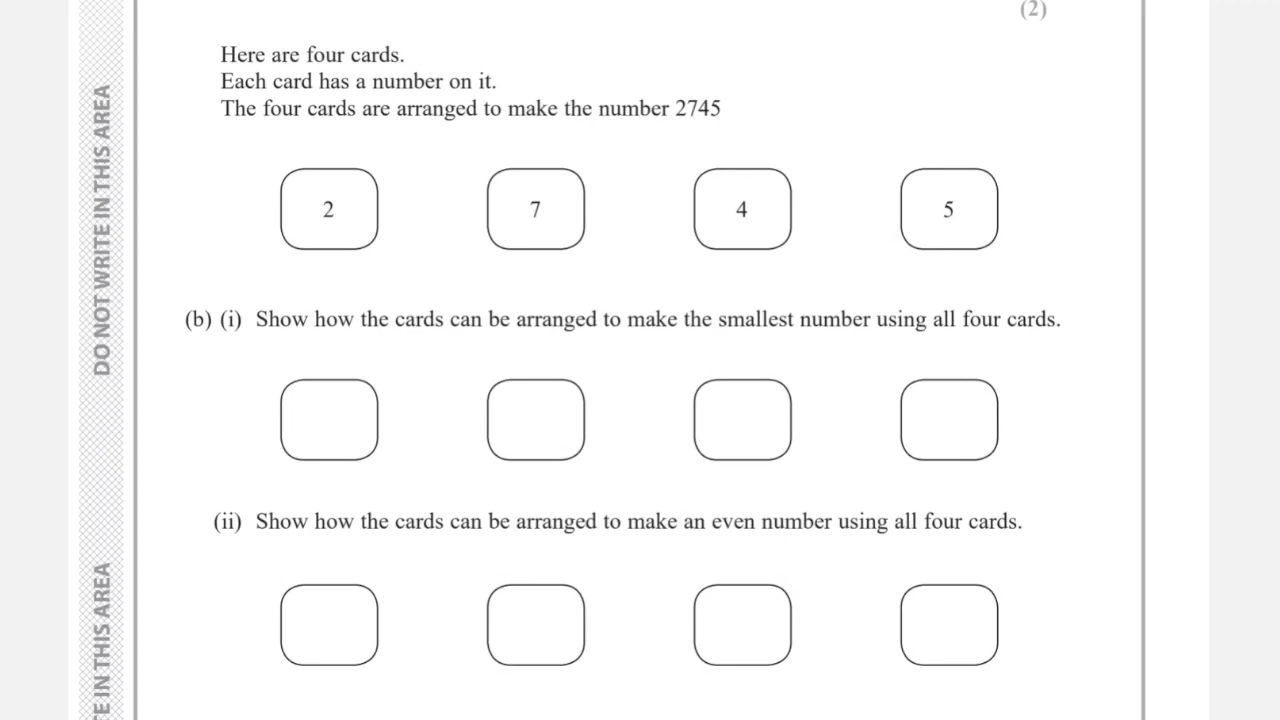 (2)
Here are four cards.
Each card has a number on it.
The four cards are arranged to make the number 2745
2 7 4 5
(b) (i) Show how the cards can be arranged to make the smallest number using all four cards.
(ii) Show how the cards can be arranged to make an even number using all four cards.
DO NOT WRITE IN THIS AREA
TE IN THIS AREA